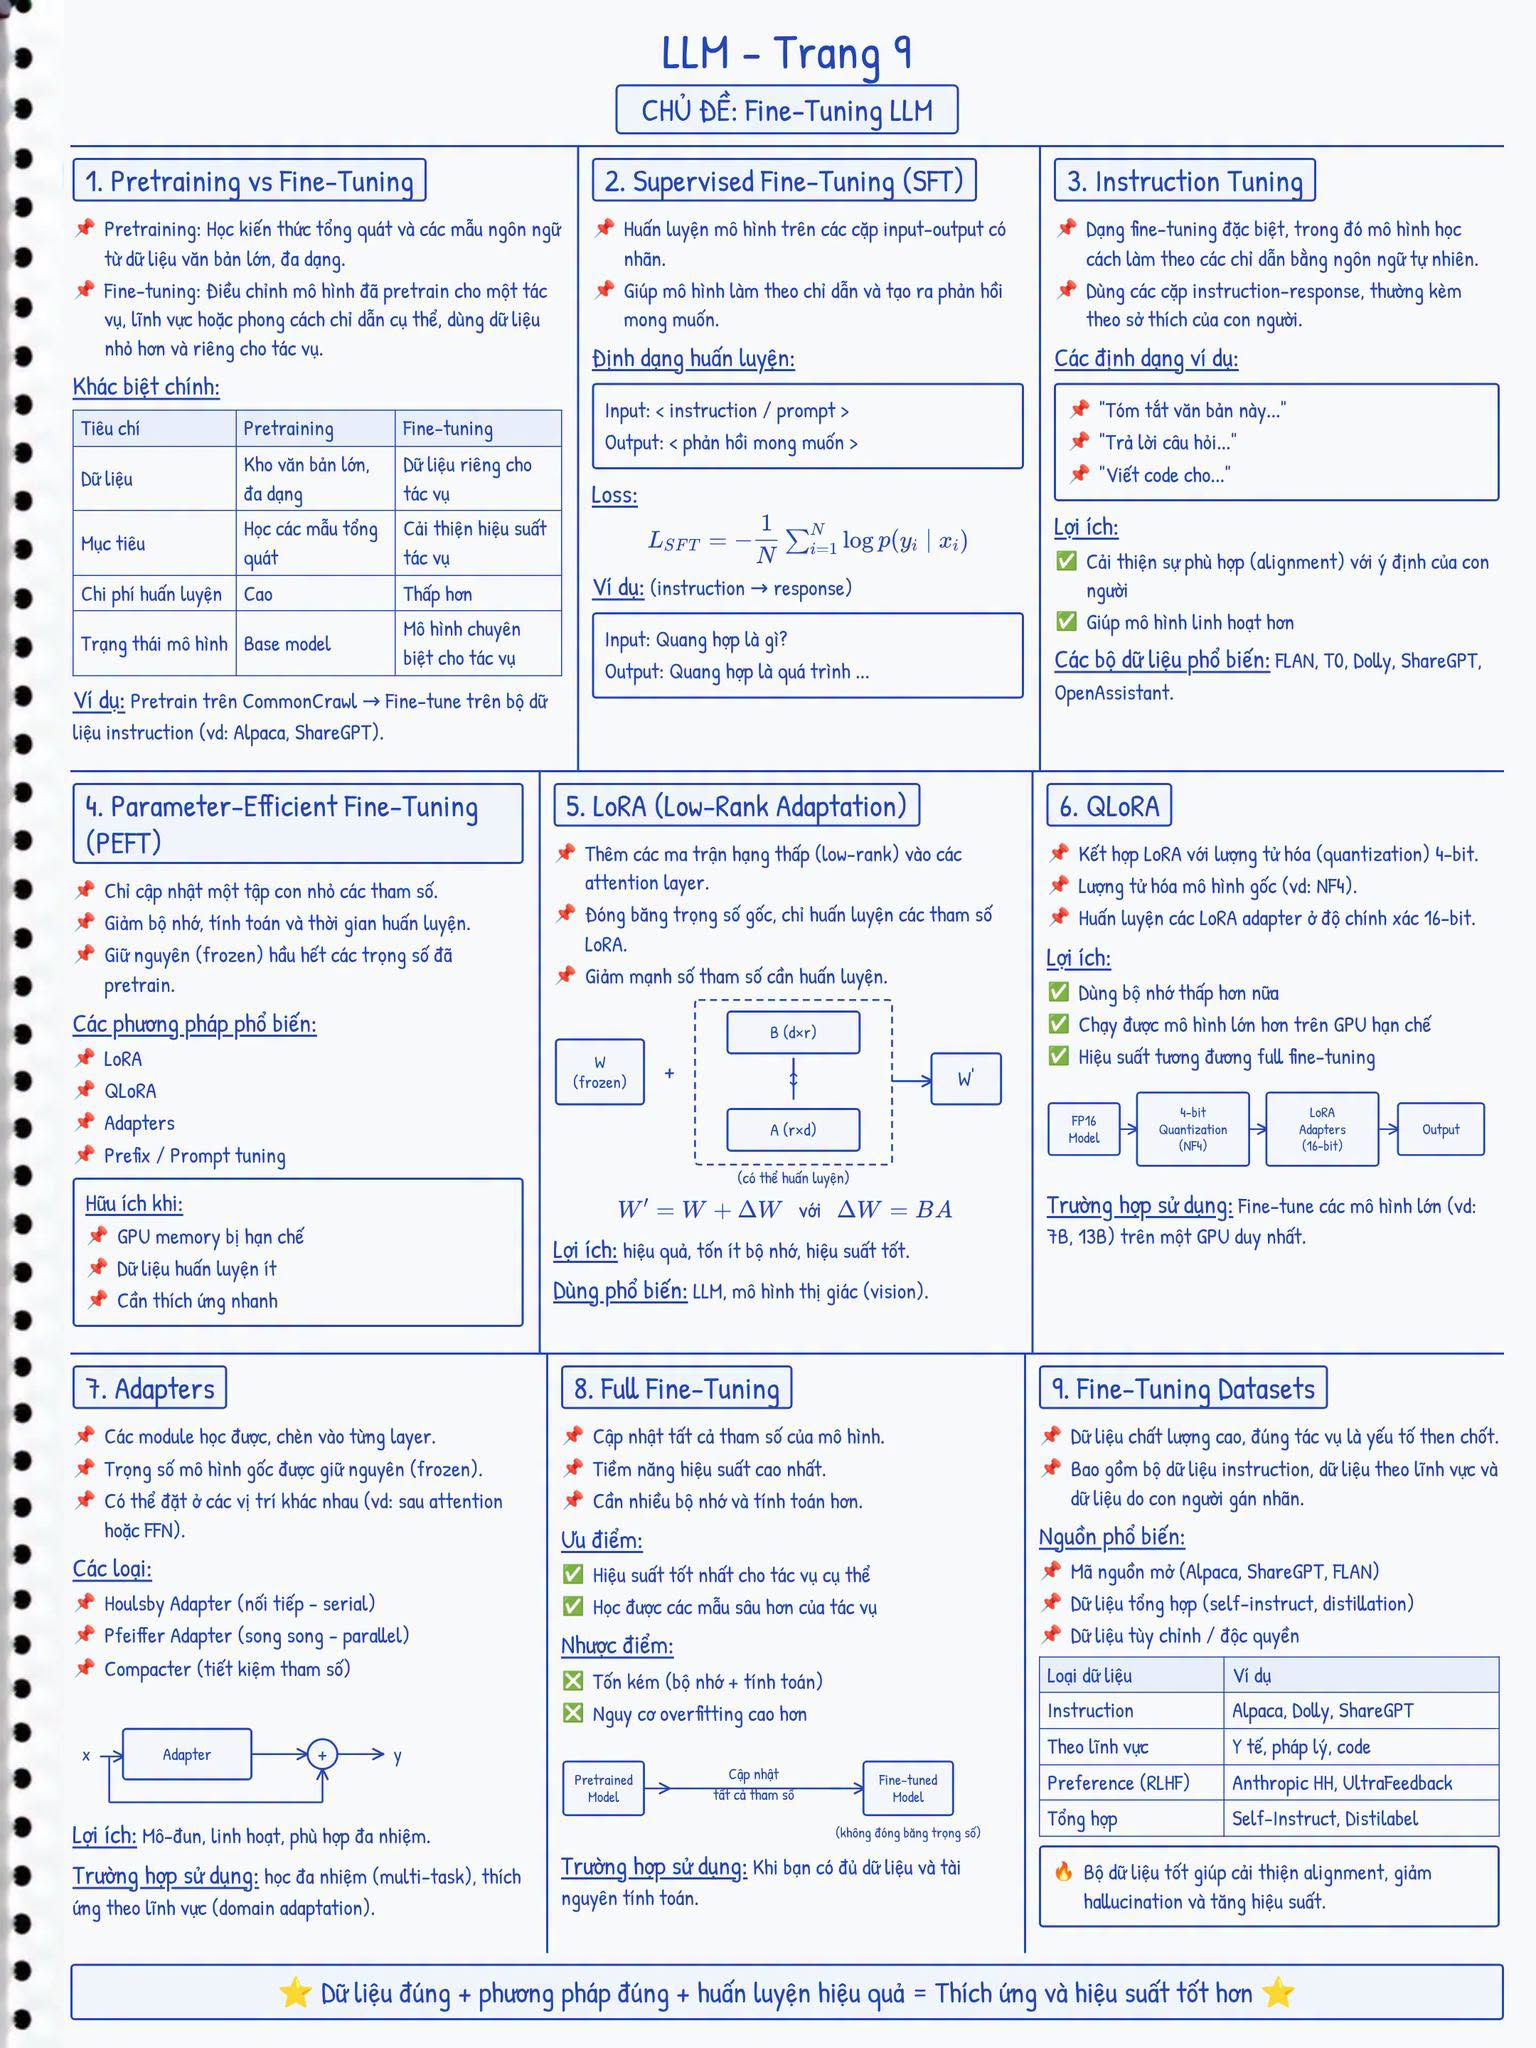 LLM - Trang 9
CHỦ ĐỀ: Fine-Tuning LLM
1. Pretraining vs Fine-Tuning
📌 Pretraining: Học kiến thức tổng quát và các mẫu ngôn ngữ
từ dữ liệu văn bản lớn, đa dạng.
📌 Fine-tuning: Điều chỉnh mô hình đã pretrain cho một tác
vụ, lĩnh vực hoặc phong cách chỉ dẫn cụ thể, dùng dữ liệu
nhỏ hơn và riêng cho tác vụ.
Khác biệt chính:
Tiêu chí | Pretraining | Fine-tuning
Dữ liệu | Kho văn bản lớn, đa dạng | Dữ liệu riêng cho tác vụ
Mục tiêu | Học các mẫu tổng quát | Cải thiện hiệu suất tác vụ
Chi phí huấn luyện | Cao | Thấp hơn
Trạng thái mô hình | Base model | Mô hình chuyên biệt cho tác vụ
Ví dụ: Pretrain trên CommonCrawl → Fine-tune trên bộ dữ
liệu instruction (vd: Alpaca, ShareGPT).
2. Supervised Fine-Tuning (SFT)
📌 Huấn luyện mô hình trên các cặp input-output có
nhãn.
📌 Giúp mô hình làm theo chỉ dẫn và tạo ra phản hồi
mong muốn.
Định dạng huấn luyện:
Input: < instruction / prompt >
Output: < phản hồi mong muốn >
Loss:
L_{SFT} = -\frac{1}{N} \sum_{i=1}^{N} \log p(y_i | x_i)
Ví dụ: (instruction → response)
Input: Quang hợp là gì?
Output: Quang hợp là quá trình ...
3. Instruction Tuning
📌 Dạng fine-tuning đặc biệt, trong đó mô hình học
cách làm theo các chỉ dẫn bằng ngôn ngữ tự nhiên.
📌 Dùng các cặp instruction-response, thường kèm
theo sở thích của con người.
Các định dạng ví dụ:
📌 "Tóm tắt văn bản này..."
📌 "Trả lời câu hỏi..."
📌 "Viết code cho..."
Lợi ích:
✅ Cải thiện sự phù hợp (alignment) với ý định của con
người
✅ Giúp mô hình linh hoạt hơn
Các bộ dữ liệu phổ biến: FLAN, T0, Dolly, ShareGPT,
OpenAssistant.
4. Parameter-Efficient Fine-Tuning
(PEFT)
📌 Chỉ cập nhật một tập con nhỏ các tham số.
📌 Giảm bộ nhớ, tính toán và thời gian huấn luyện.
📌 Giữ nguyên (frozen) hầu hết các trọng số đã
pretrain.
Các phương pháp phổ biến:
📌 LoRA
📌 QLoRA
📌 Adapters
📌 Prefix / Prompt tuning
Hữu ích khi:
📌 GPU memory bị hạn chế
📌 Dữ liệu huấn luyện ít
📌 Cần thích ứng nhanh
5. LoRA (Low-Rank Adaptation)
📌 Thêm các ma trận hạng thấp (low-rank) vào các
attention layer.
📌 Đóng băng trọng số gốc, chỉ huấn luyện các tham số
LoRA.
📌 Giảm mạnh số tham số cần huấn luyện.
W
(frozen)
+
B (d×r)
A (r×d)
W'
(có thể huấn luyện)
W' = W + ΔW với ΔW = BA
Lợi ích: hiệu quả, tốn ít bộ nhớ, hiệu suất tốt.
Dùng phổ biến: LLM, mô hình thị giác (vision).
6. QLoRA
📌 Kết hợp LoRA với lượng tử hóa (quantization) 4-bit.
📌 Lượng tử hóa mô hình gốc (vd: NF4).
📌 Huấn luyện các LoRA adapter ở độ chính xác 16-bit.
Lợi ích:
✅ Dùng bộ nhớ thấp hơn nữa
✅ Chạy được mô hình lớn hơn trên GPU hạn chế
✅ Hiệu suất tương đương full fine-tuning
FP16
Model
4-bit
Quantization
(NF4)
LoRA
Adapters
(16-bit)
Output
Trường hợp sử dụng: Fine-tune các mô hình lớn (vd:
7B, 13B) trên một GPU duy nhất.
7. Adapters
📌 Các module học được, chèn vào từng layer.
📌 Trọng số mô hình gốc được giữ nguyên (frozen).
📌 Có thể đặt ở các vị trí khác nhau (vd: sau attention
hoặc FFN).
Các loại:
📌 Houlsby Adapter (nối tiếp - serial)
📌 Pfeiffer Adapter (song song - parallel)
📌 Compacter (tiết kiệm tham số)
x
Adapter
+
y
Lợi ích: Mô-đun, linh hoạt, phù hợp đa nhiệm.
Trường hợp sử dụng: học đa nhiệm (multi-task), thích
ứng theo lĩnh vực (domain adaptation).
8. Full Fine-Tuning
📌 Cập nhật tất cả tham số của mô hình.
📌 Tiềm năng hiệu suất cao nhất.
📌 Cần nhiều bộ nhớ và tính toán hơn.
Ưu điểm:
✅ Hiệu suất tốt nhất cho tác vụ cụ thể
✅ Học được các mẫu sâu hơn của tác vụ
Nhược điểm:
❎ Tốn kém (bộ nhớ + tính toán)
❎ Nguy cơ overfitting cao hơn
Pretrained
Model
Cập nhật
tất cả tham số
Fine-tuned
Model
(không đóng băng trọng số)
Trường hợp sử dụng: Khi bạn có đủ dữ liệu và tài
nguyên tính toán.
9. Fine-Tuning Datasets
📌 Dữ liệu chất lượng cao, đúng tác vụ là yếu tố then chốt.
📌 Bao gồm bộ dữ liệu instruction, dữ liệu theo lĩnh vực và
dữ liệu do con người gán nhãn.
Nguồn phổ biến:
📌 Mã nguồn mở (Alpaca, ShareGPT, FLAN)
📌 Dữ liệu tổng hợp (self-instruct, distillation)
📌 Dữ liệu tùy chỉnh / độc quyền
Loại dữ liệu | Ví dụ
Instruction | Alpaca, Dolly, ShareGPT
Theo lĩnh vực | Y tế, pháp lý, code
Preference (RLHF) | Anthropic HH, UltraFeedback
Tổng hợp | Self-Instruct, Distilabel
🔥 Bộ dữ liệu tốt giúp cải thiện alignment, giảm
hallucination và tăng hiệu suất.
⭐ Dữ liệu đúng + phương pháp đúng + huấn luyện hiệu quả = Thích ứng và hiệu suất tốt hơn ⭐